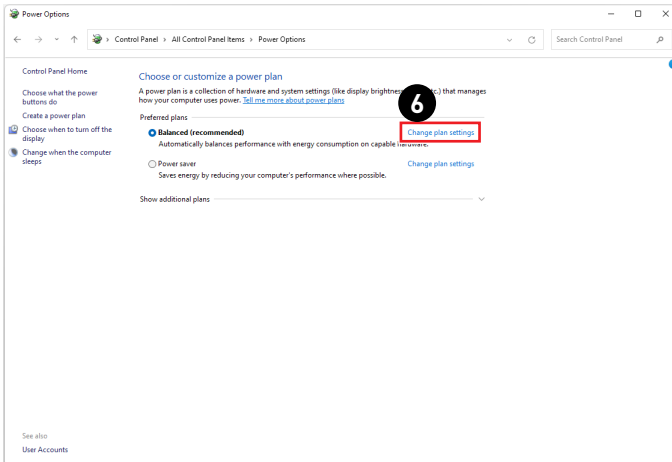 Power Options
Control Panel > All Control Panel Items > Power Options
Search Control Panel
Control Panel Home
Choose what the power
buttons do
Create a power plan
Choose when to turn off the
display
Change when the computer
sleeps
Choose or customize a power plan
A power plan is a collection of hardware and system settings (like display brightness, etc.) that manages
how your computer uses power. Tell me more about power plans
6
Preferred plans
Balanced (recommended)
Change plan settings
Automatically balances performance with energy consumption on capable hardware.
Power saver
Change plan settings
Saves energy by reducing your computer's performance where possible.
Show additional plans
See also
User Accounts